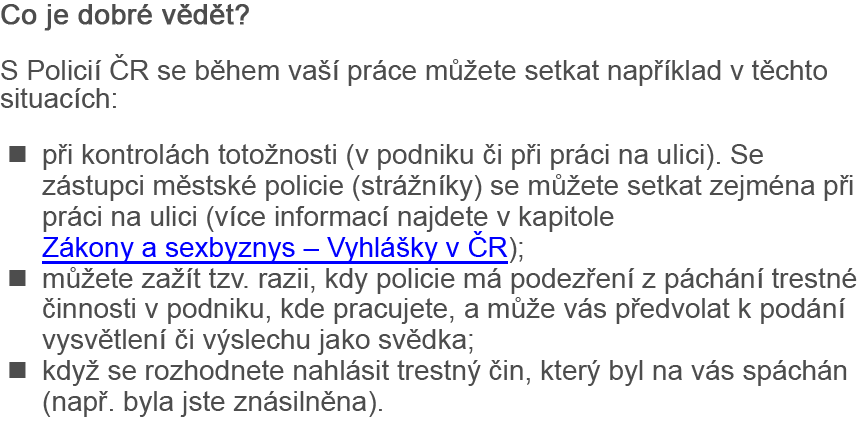 Co je dobré vědět?
S Policií ČR se během vaší práce můžete setkat například v těchto
situacích:
■ při kontrolách totožnosti (v podniku či při práci na ulici). Se
zástupci městské policie (strážníky) se můžete setkat zejména při
práci na ulici (více informací najdete v kapitole
Zákony a sexbyznys – Vyhlášky v ČR);
■ můžete zažít tzv. razii, kdy policie má podezření z páchání trestné
činnosti v podniku, kde pracujete, a může vás předvolat k podání
vysvětlení či výslechu jako svědka;
■ když se rozhodnete nahlásit trestný čin, který byl na vás spáchán
(např. byla jste znásilněna).